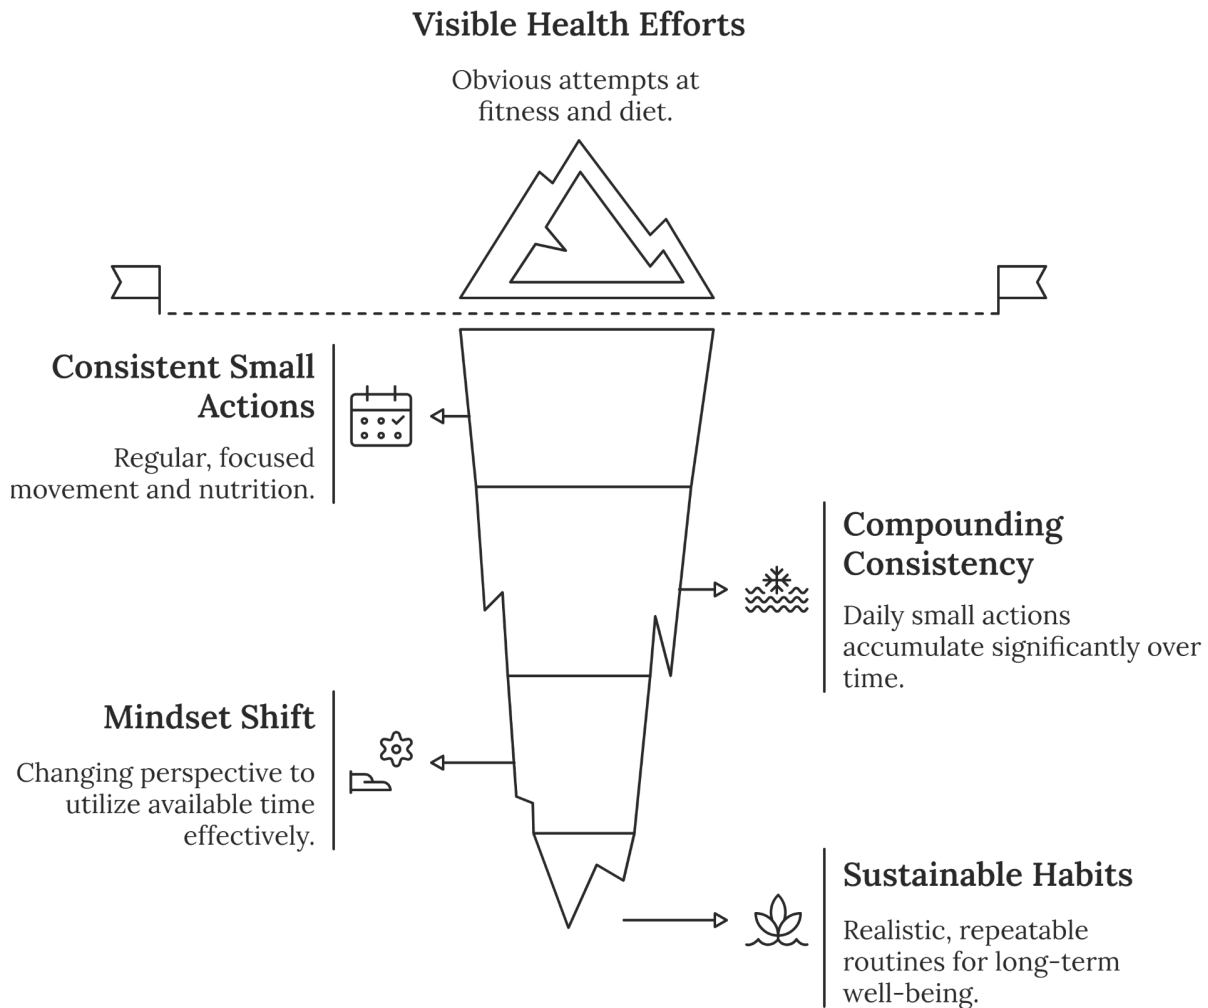 Visible Health Efforts
Obvious attempts at
fitness and diet.
Consistent Small
Actions
Regular, focused
movement and nutrition.
Compounding
Consistency
Daily small actions
accumulate significantly over
time.
Mindset Shift
Changing perspective to
utilize available time
effectively.
Sustainable Habits
Realistic, repeatable
routines for long-term
well-being.